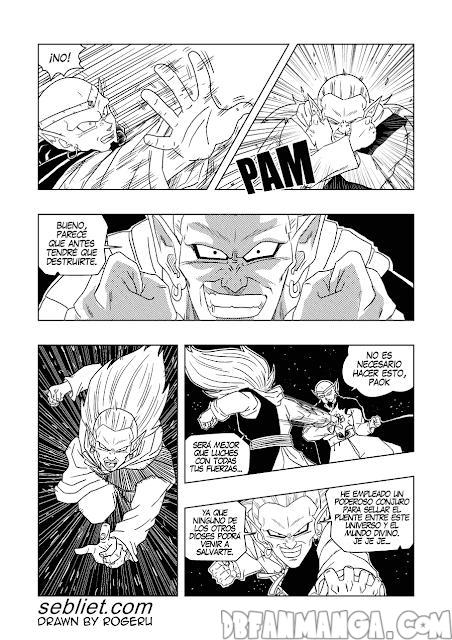 ¡NO!
PAM
BUENO,
PARECE
QUE ANTES
TENDRÉ QUE
DESTRUIRTE.
NO ES
NECESARIO
HACER ESTO,
PAOK
SERÁ MEJOR
QUE LUCHES
CON TODAS
TUS FUERZAS...
YA QUE
NINGUNO DE
LOS OTROS
DIOSES PODRÁ
VENIR A
SALVARTE.
HE EMPLEADO UN
PODEROSO CONJURO
PARA SELLAR EL
PUENTE ENTRE ESTE
UNIVERSO Y EL
MUNDO DIVINO.
JE JE JE...
sebliet.com
DRAWN BY ROGERU
DBFANMANGA.COM